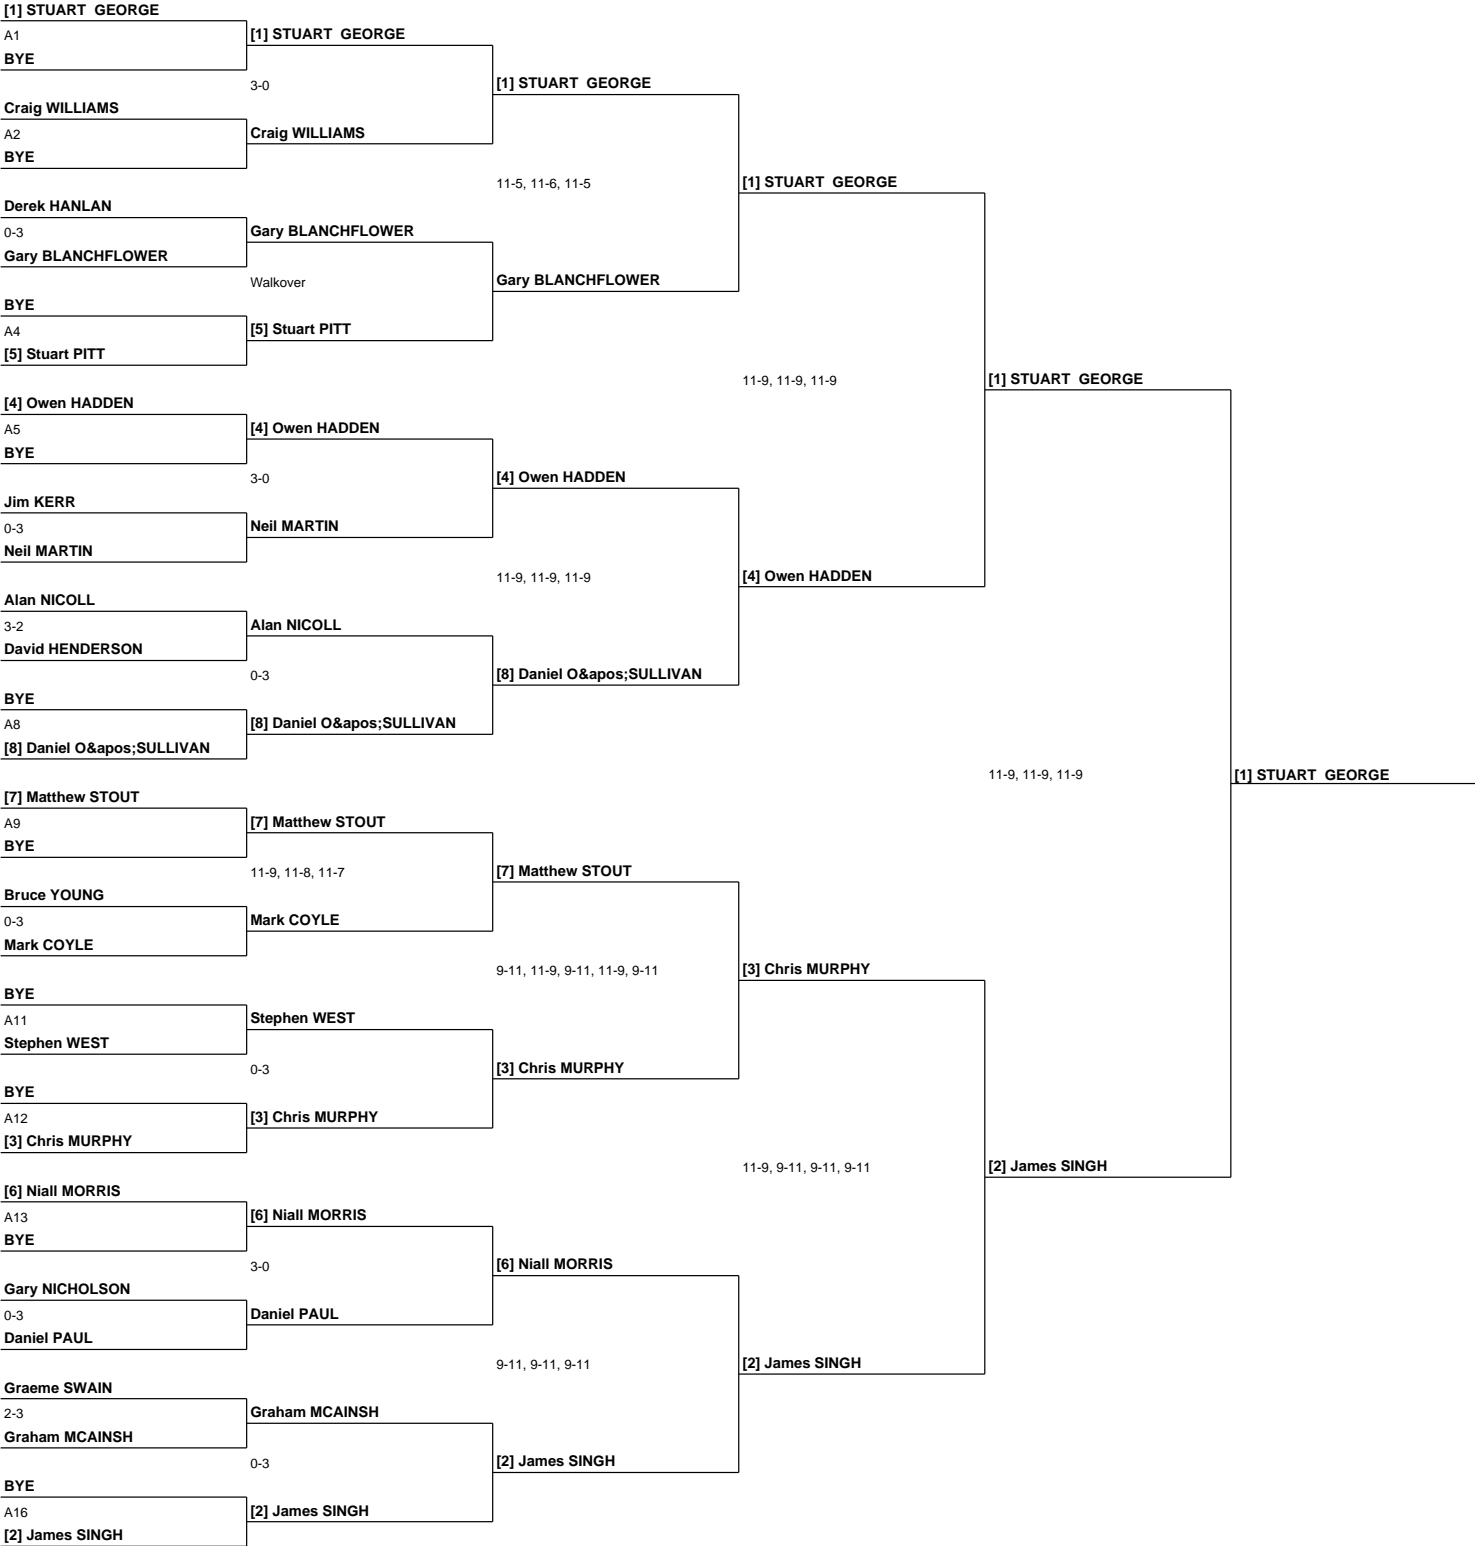 [1] STUART  GEORGE
A1
BYE
Craig WILLIAMS
A2
BYE
Derek HANLAN
0-3
Gary BLANCHFLOWER
BYE
A4
[5] Stuart PITT
[4] Owen HADDEN
A5
BYE
Jim KERR
0-3
Neil MARTIN
Alan NICOLL
3-2
David HENDERSON
BYE
A8
[8] Daniel O&apos;SULLIVAN
[7] Matthew STOUT
A9
BYE
Bruce YOUNG
0-3
Mark COYLE
BYE
A11
Stephen WEST
BYE
A12
[3] Chris MURPHY
[6] Niall MORRIS
A13
BYE
Gary NICHOLSON
0-3
Daniel PAUL
Graeme SWAIN
2-3
Graham MCAINSH
BYE
A16
[2] James SINGH
[1] STUART  GEORGE
3-0
Craig WILLIAMS
Gary BLANCHFLOWER
Walkover
[5] Stuart PITT
[4] Owen HADDEN
3-0
Neil MARTIN
Alan NICOLL
0-3
[8] Daniel O&apos;SULLIVAN
[7] Matthew STOUT
11-9, 11-8, 11-7
Mark COYLE
Stephen WEST
0-3
[3] Chris MURPHY
[6] Niall MORRIS
3-0
Daniel PAUL
Graham MCAINSH
0-3
[2] James SINGH
[1] STUART  GEORGE
11-5, 11-6, 11-5
Gary BLANCHFLOWER
[4] Owen HADDEN
11-9, 11-9, 11-9
[8] Daniel O&apos;SULLIVAN
[7] Matthew STOUT
9-11, 11-9, 9-11, 11-9, 9-11
[3] Chris MURPHY
[6] Niall MORRIS
9-11, 9-11, 9-11
[2] James SINGH
[1] STUART  GEORGE
11-9, 11-9, 11-9
[4] Owen HADDEN
[3] Chris MURPHY
11-9, 9-11, 9-11, 9-11
[2] James SINGH
[1] STUART  GEORGE
11-9, 11-9, 11-9
[2] James SINGH
[1] STUART  GEORGE